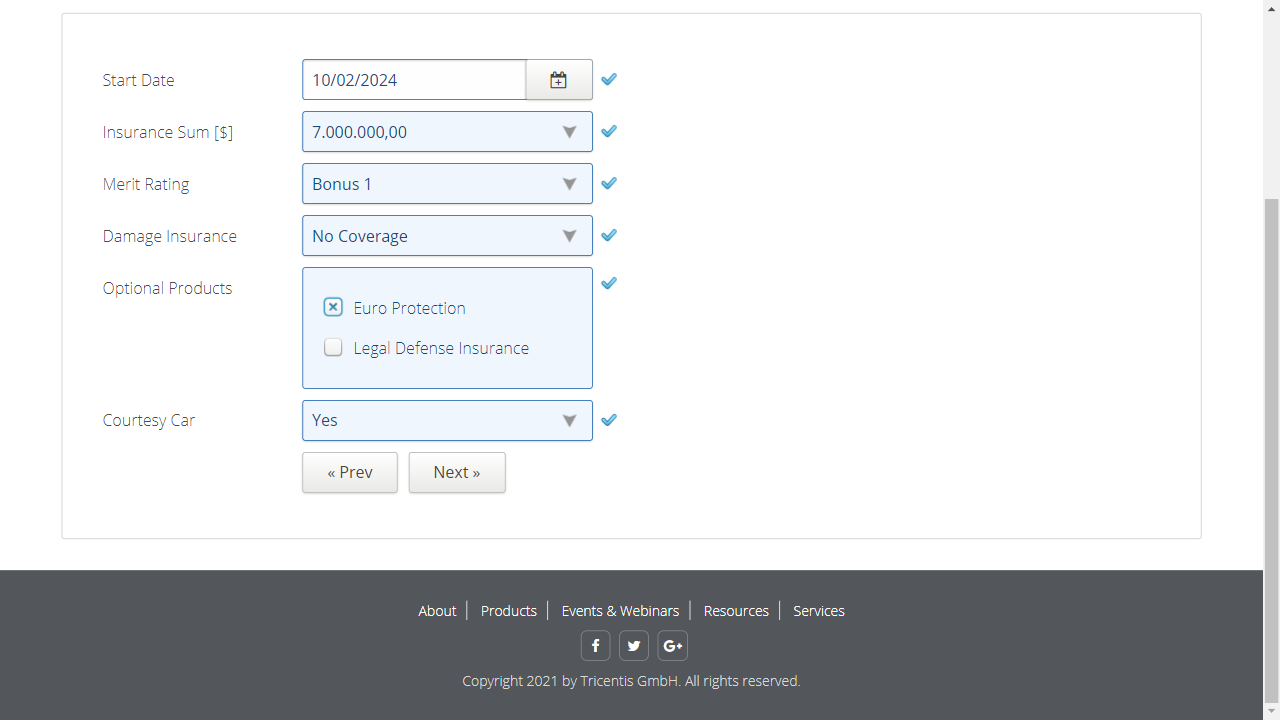 Start Date
10/02/2024
Insurance Sum [$]
7.000.000,00
Merit Rating
Bonus 1
Damage Insurance
No Coverage
Optional Products
Euro Protection
Legal Defense Insurance
Courtesy Car
Yes
« Prev
Next »
About
Products
Events & Webinars
Resources
Services
Copyright 2021 by Tricentis GmbH. All rights reserved.